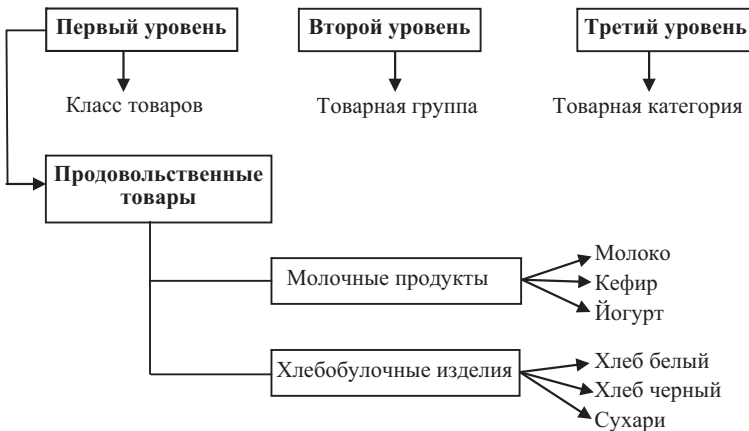 Первый уровень
Второй уровень
Третий уровень
Класс товаров
Товарная группа
Товарная категория
Продовольственные
товары
Молочные продукты
Молоко
Кефир
Йогурт
Хлебобулочные изделия
Хлеб белый
Хлеб черный
Сухари